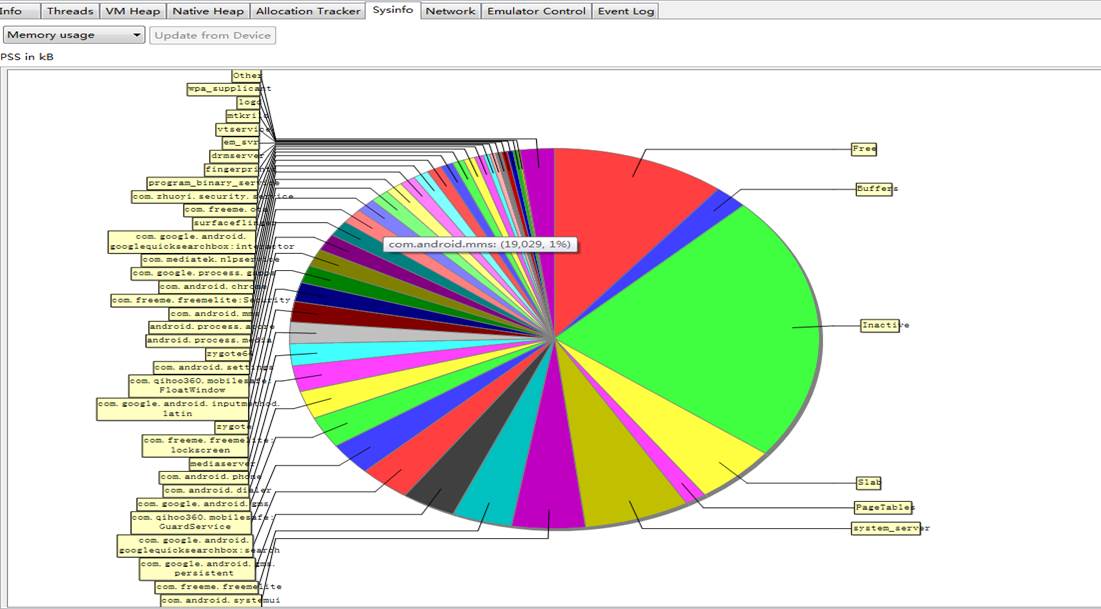 Info Threads VM Heap Native Heap Allocation Tracker Sysinfo Network Emulator Control Event Log
Memory usage Update from Device
PSS in kB
Other
wpa_supplicant
logd
mtkrild
vtservice
em_svr
drmserver
fingerprintd
program_binary_service
com.zhuoyi.security.service
com.freeme.ota
surfaceflinger
com.google.android.
googlequicksearchbox:interactor
com.mediatek.nlpservice
com.google.process.gapps
com.android.chrome
com.freeme.freemelite:Security
com.android.mms
android.process.acore
android.process.media
zygote64
com.android.settings
com.qihoo360.mobilesafe:
FloatWindow
com.google.android.inputmethod.
latin
zygote
com.freeme.freemelite:
lockscreen
mediaserver
com.android.phone
com.android.dialer
com.google.android.gms
com.qihoo360.mobilesafe:
GuardService
com.google.android.
googlequicksearchbox:search
com.google.android.gms.
persistent
com.freeme.freemelite
com.android.systemui
com.android.mms: (19,029, 1%)
Free
Buffers
Inactive
Slab
PageTables
system_server